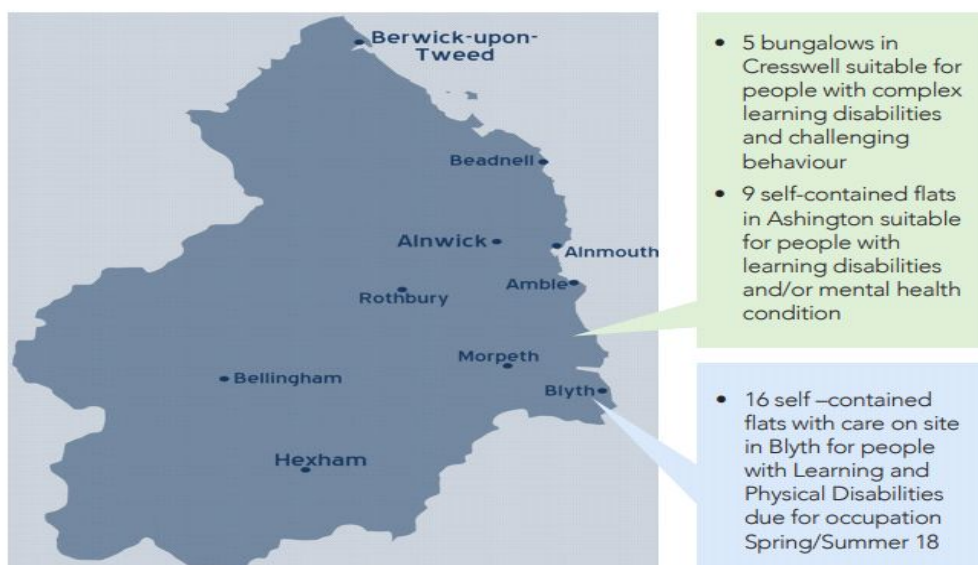 Berwick-upon-
Tweed
Beadnell
Alnwick
Alnmouth
Amble
Rothbury
Morpeth
Bellingham
Blyth
Hexham
• 5 bungalows in
Cresswell suitable for
people with complex
learning disabilities
and challenging
behaviour
• 9 self-contained flats
in Ashington suitable
for people with
learning disabilities
and/or mental health
condition
• 16 self –contained
flats with care on site
in Blyth for people
with Learning and
Physical Disabilities
due for occupation
Spring/Summer 18